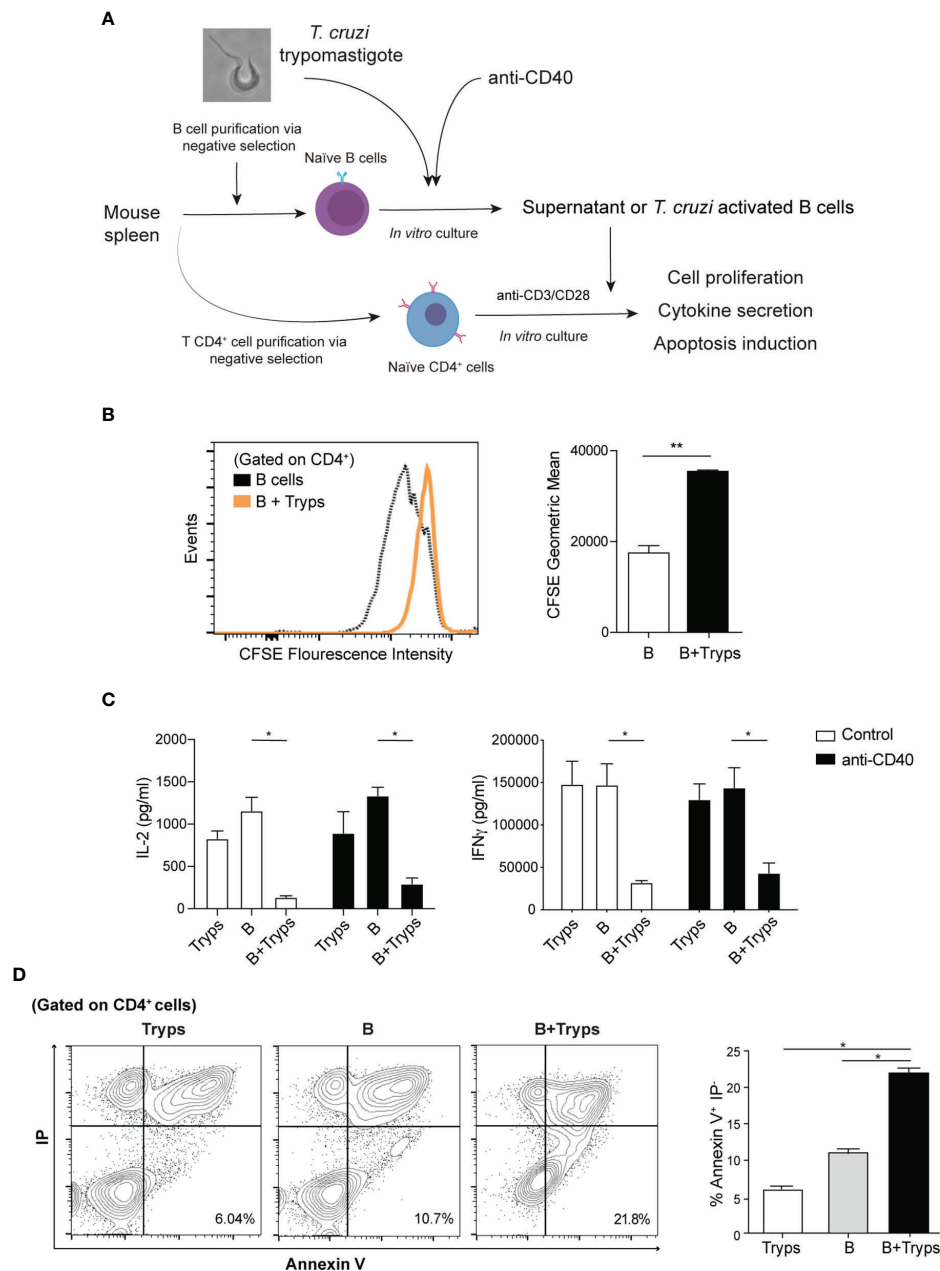 A
T. cruzi
trypomastigote
anti-CD40
B cell purification via
negative selection
Naïve B cells
Mouse
spleen
In vitro culture
Supernatant or T. cruzi activated B cells
T CD4⁺ cell purification via
negative selection
Naïve CD4⁺ cells
anti-CD3/CD28
In vitro culture
Cell proliferation
Cytokine secretion
Apoptosis induction
B
(Gated on CD4⁺)
B cells
B + Tryps
Events
CFSE Flourescence Intensity
CFSE Geometric Mean
40000
20000
0
**
B
B+Tryps
C
IL-2 (pg/ml)
2000
1500
1000
500
0
*
*
Tryps
B
B+Tryps
Tryps
B
B+Tryps
IFNγ (pg/ml)
200000
150000
100000
50000
0
*
*
Tryps
B
B+Tryps
Tryps
B
B+Tryps
Control
anti-CD40
D
(Gated on CD4⁺ cells)
Tryps
B
B+Tryps
IP
6.04%
10.7%
21.8%
Annexin V
% Annexin V⁺ IP⁻
25
20
15
10
5
0
*
*
Tryps
B
B+Tryps